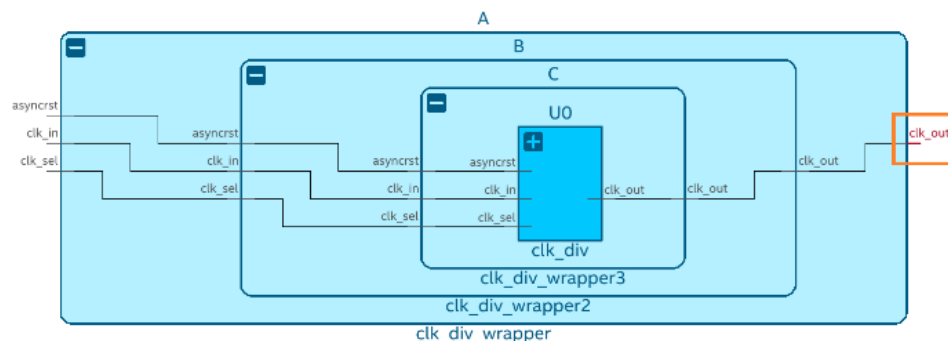 A
B
C
U0
asyncrst
clk_in
clk_sel
asyncrst
clk_in
clk_sel
asyncrst
clk_in
clk_sel
asyncrst
clk_in
clk_sel
clk_out
clk_out
clk_out
clk_out
clk_div
clk_div_wrapper3
clk_div_wrapper2
clk_div_wrapper